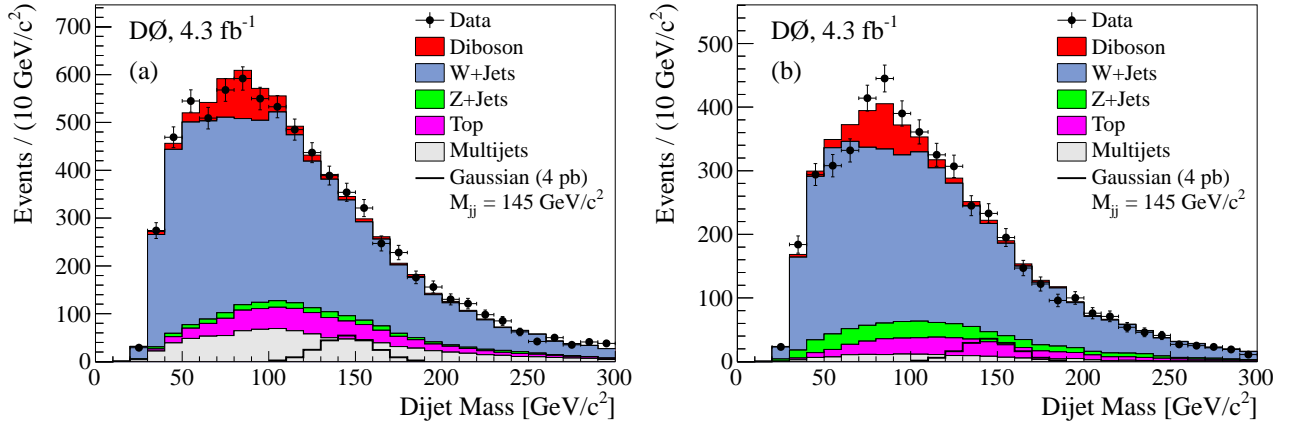 Events / (10 GeV/c²)
700
600
500
400
300
200
100
0
DØ, 4.3 fb⁻¹
(a)
Data
Diboson
W+Jets
Z+Jets
Top
Multijets
Gaussian (4 pb)
M_jj = 145 GeV/c²
0 50 100 150 200 250 300
Dijet Mass [GeV/c²]
Events / (10 GeV/c²)
500
400
300
200
100
0
DØ, 4.3 fb⁻¹
(b)
Data
Diboson
W+Jets
Z+Jets
Top
Multijets
Gaussian (4 pb)
M_jj = 145 GeV/c²
0 50 100 150 200 250 300
Dijet Mass [GeV/c²]